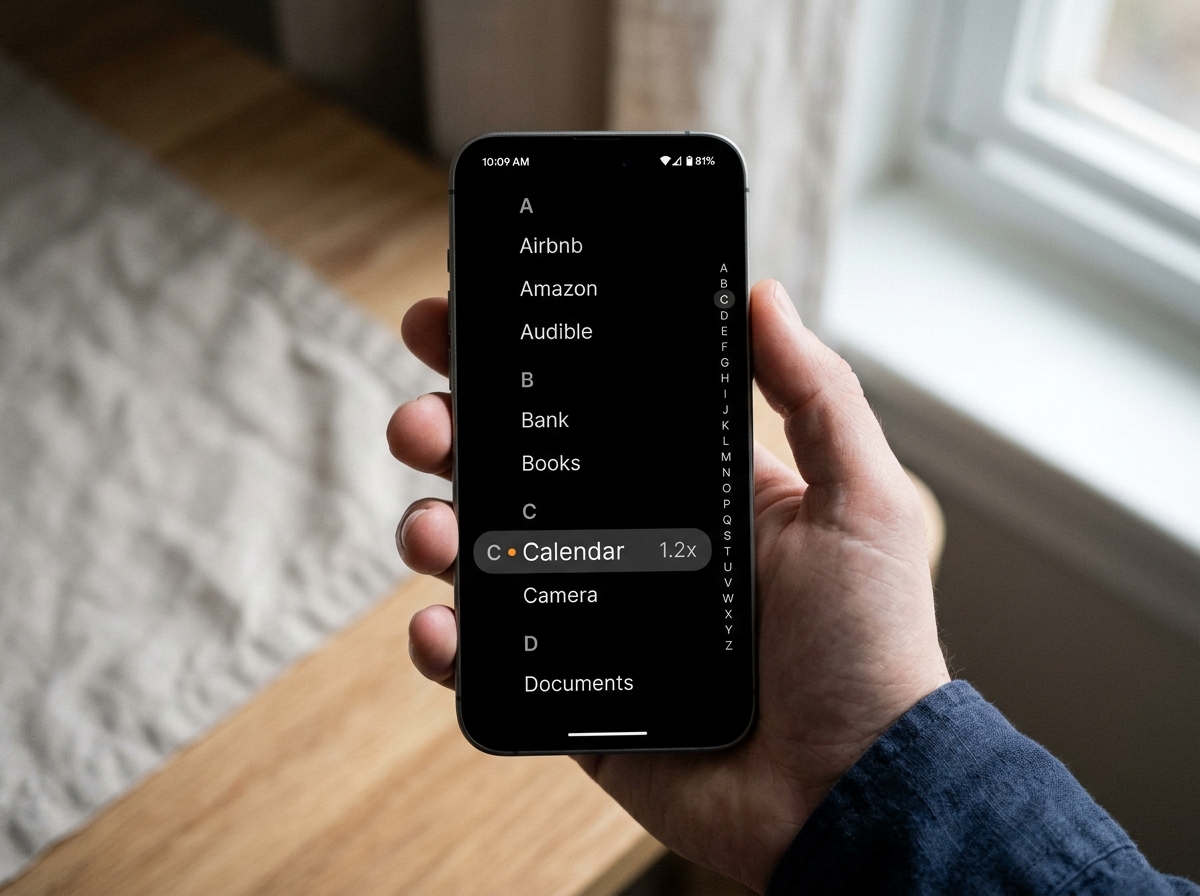 10:09 AM 81%
A
Airbnb
Amazon
Audible
B
Bank
Books
C
C • Calendar 1.2x
Camera
D
Documents
A
B
C
D
E
F
G
H
I
J
K
L
M
N
O
P
Q
S
T
U
V
W
X
Y
Z